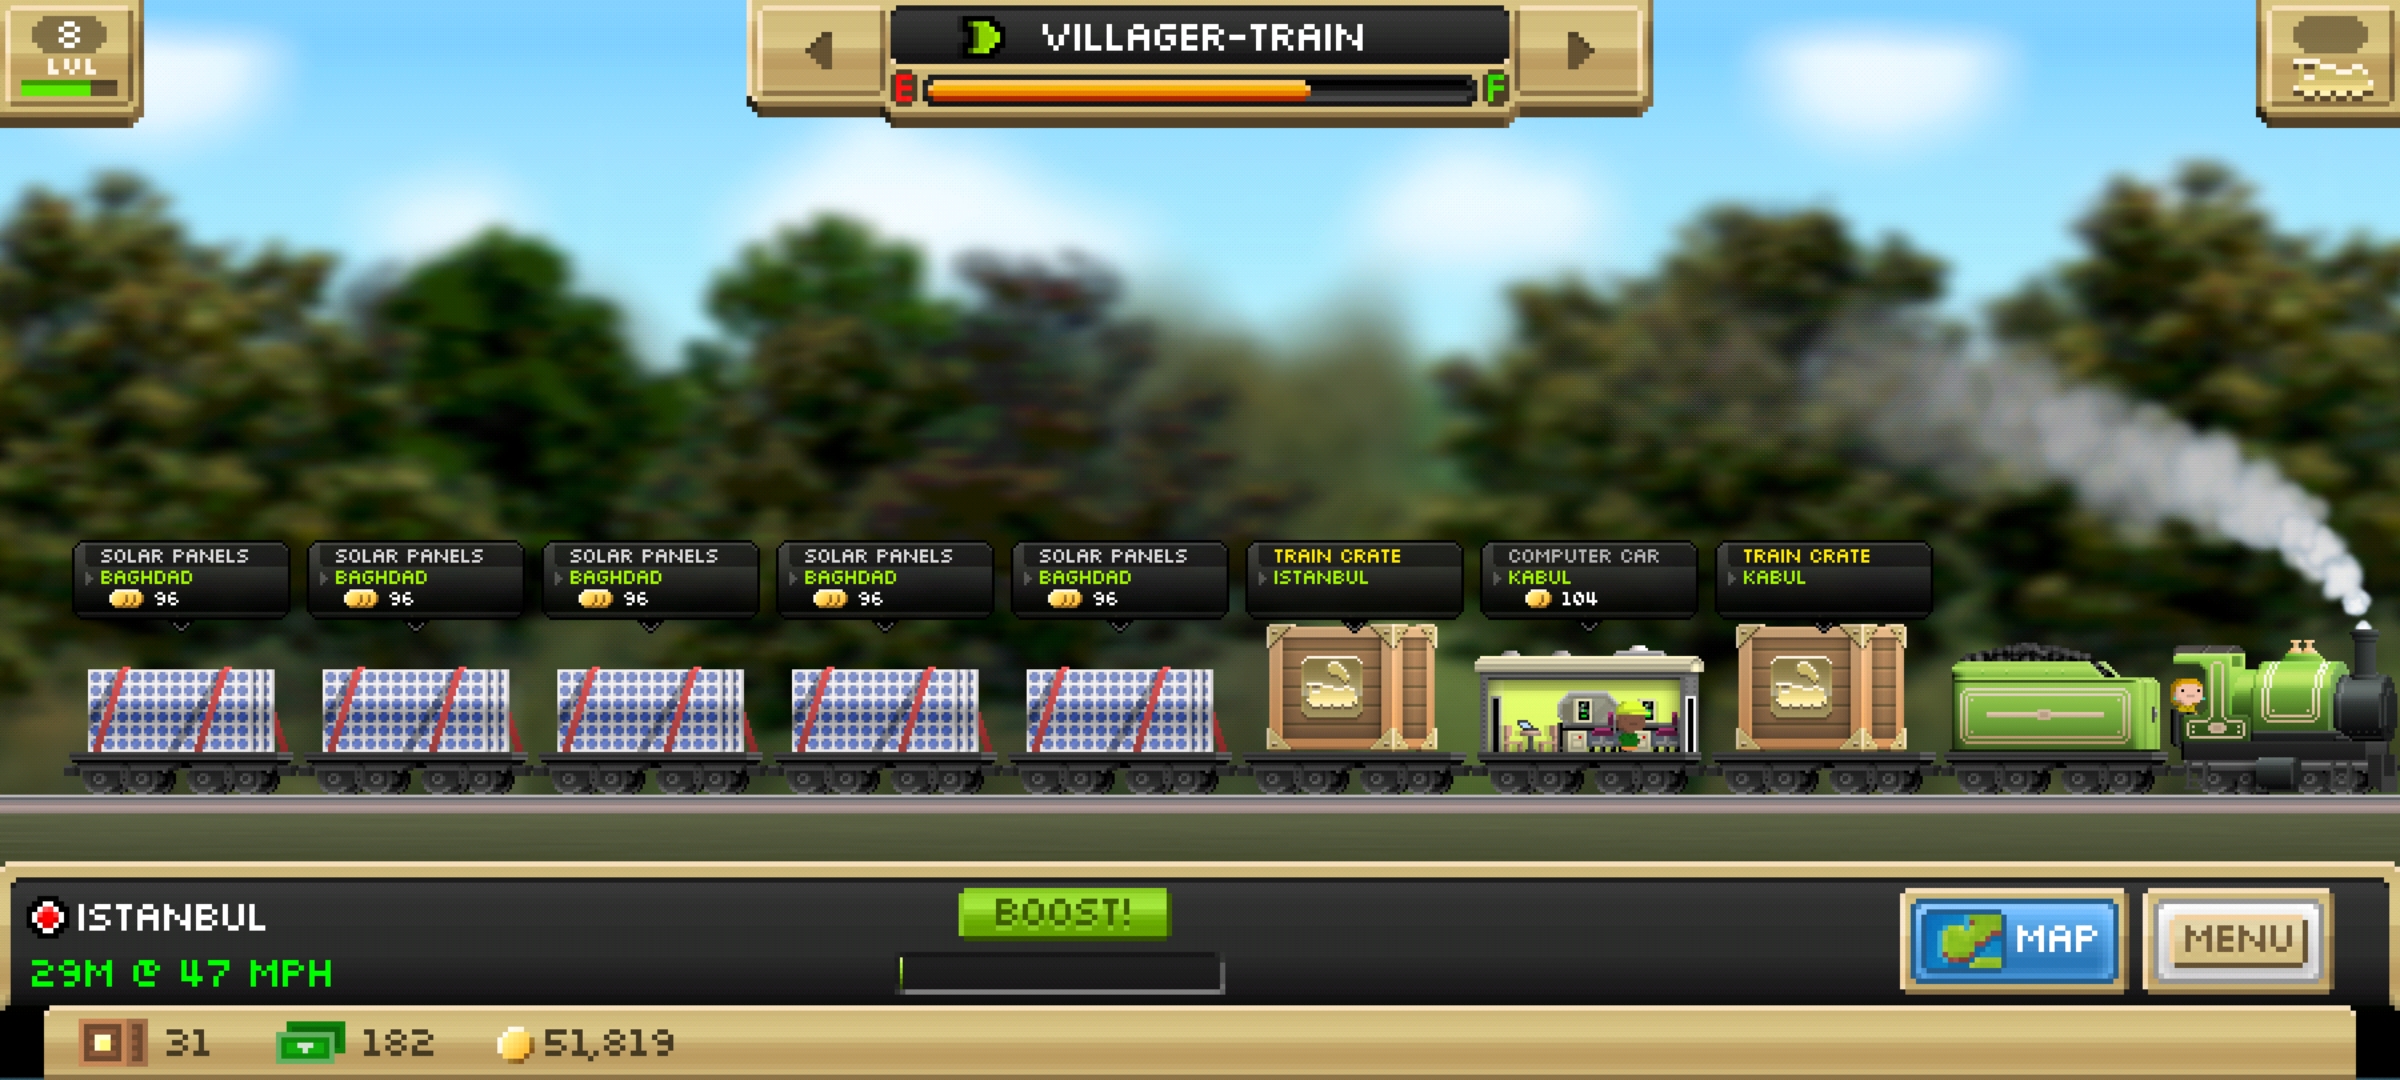 8
LVL
VILLAGER-TRAIN
E F
SOLAR PANELS
BAGHDAD
96
SOLAR PANELS
BAGHDAD
96
SOLAR PANELS
BAGHDAD
96
SOLAR PANELS
BAGHDAD
96
SOLAR PANELS
BAGHDAD
96
TRAIN CRATE
ISTANBUL
COMPUTER CAR
KABUL
104
TRAIN CRATE
KABUL
ISTANBUL
29M @ 47 MPH
BOOST!
MAP
MENU
31
182
51,819